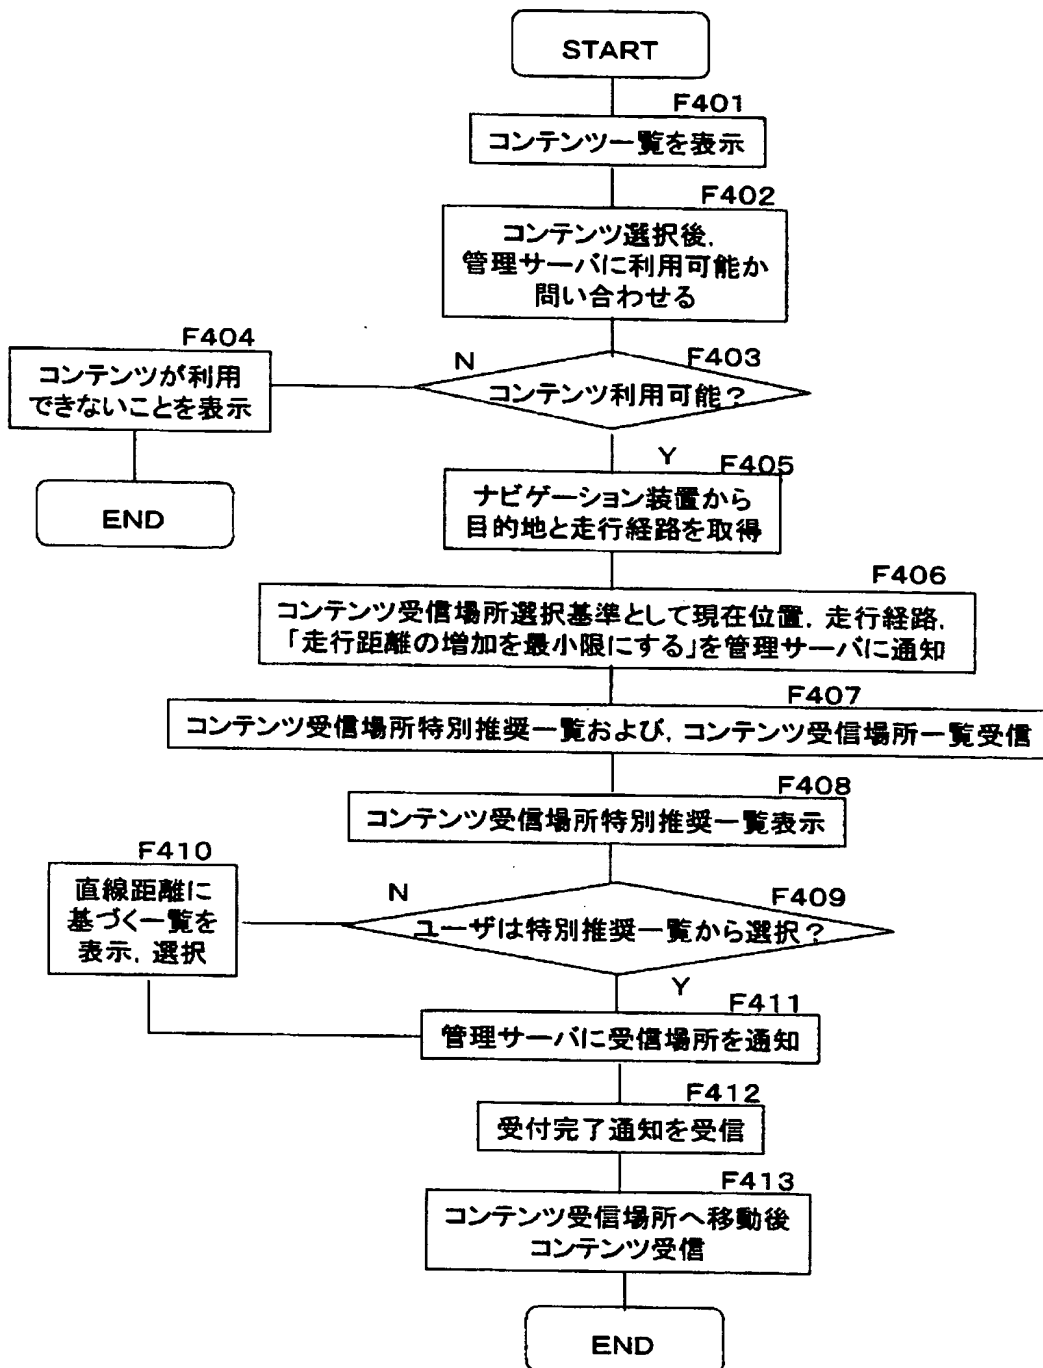 START
F401
コンテンツ一覧を表示
F402
コンテンツ選択後,
管理サーバに利用可能か
問い合わせる
F403
コンテンツ利用可能?
N
F404
コンテンツが利用
できないことを表示
END
Y
F405
ナビゲーション装置から
目的地と走行経路を取得
F406
コンテンツ受信場所選択基準として現在位置, 走行経路,
「走行距離の増加を最小限にする」を管理サーバに通知
F407
コンテンツ受信場所特別推奨一覧および, コンテンツ受信場所一覧受信
F408
コンテンツ受信場所特別推奨一覧表示
F409
ユーザは特別推奨一覧から選択?
N
F410
直線距離に
基づく一覧を
表示, 選択
Y
F411
管理サーバに受信場所を通知
F412
受付完了通知を受信
F413
コンテンツ受信場所へ移動後
コンテンツ受信
END